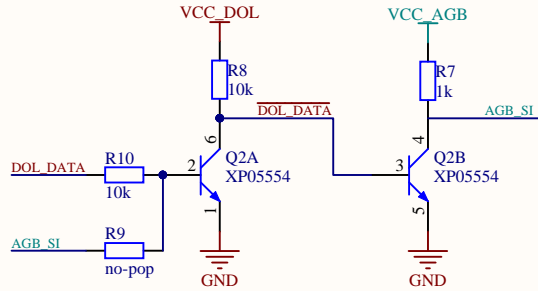 VCC_DOL
VCC_AGB
R8
10k
R7
1k
DOL_DATA
AGB_SI
6
4
DOL_DATA
R10
10k
2
Q2A
XP05554
3
Q2B
XP05554
1
5
AGB_SI
R9
no-pop
GND
GND